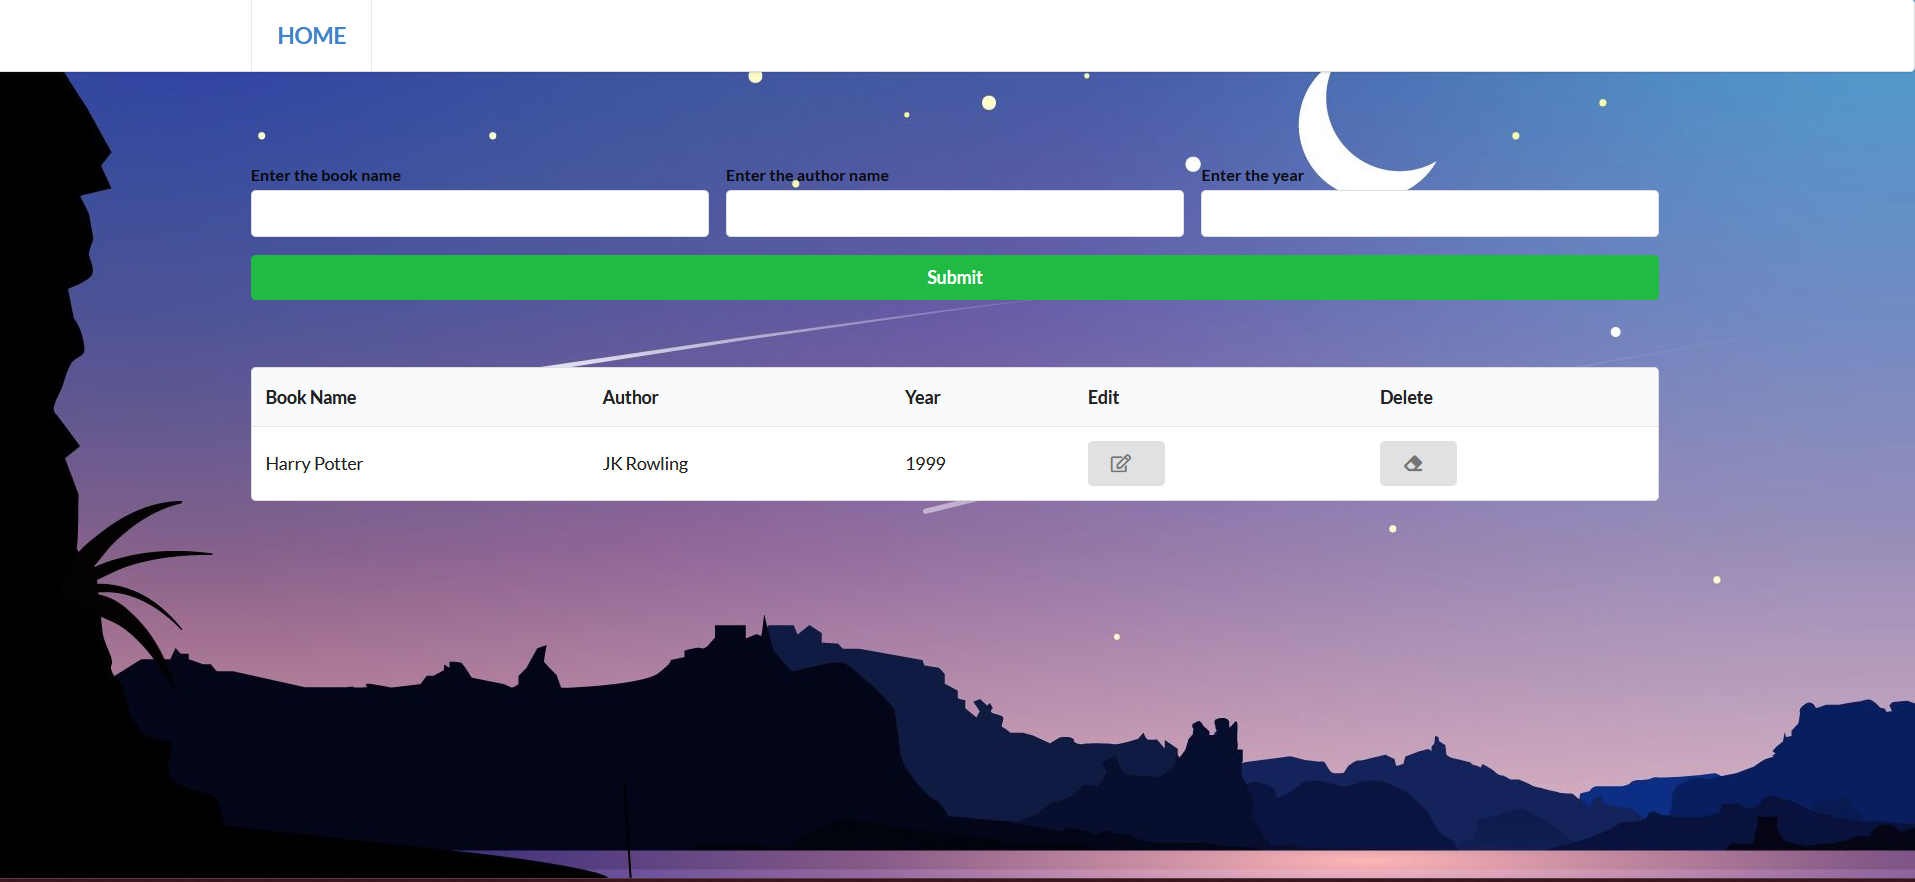 HOME
Enter the book name Enter the author name Enter the year
Submit
Book Name Author Year Edit Delete
Harry Potter JK Rowling 1999